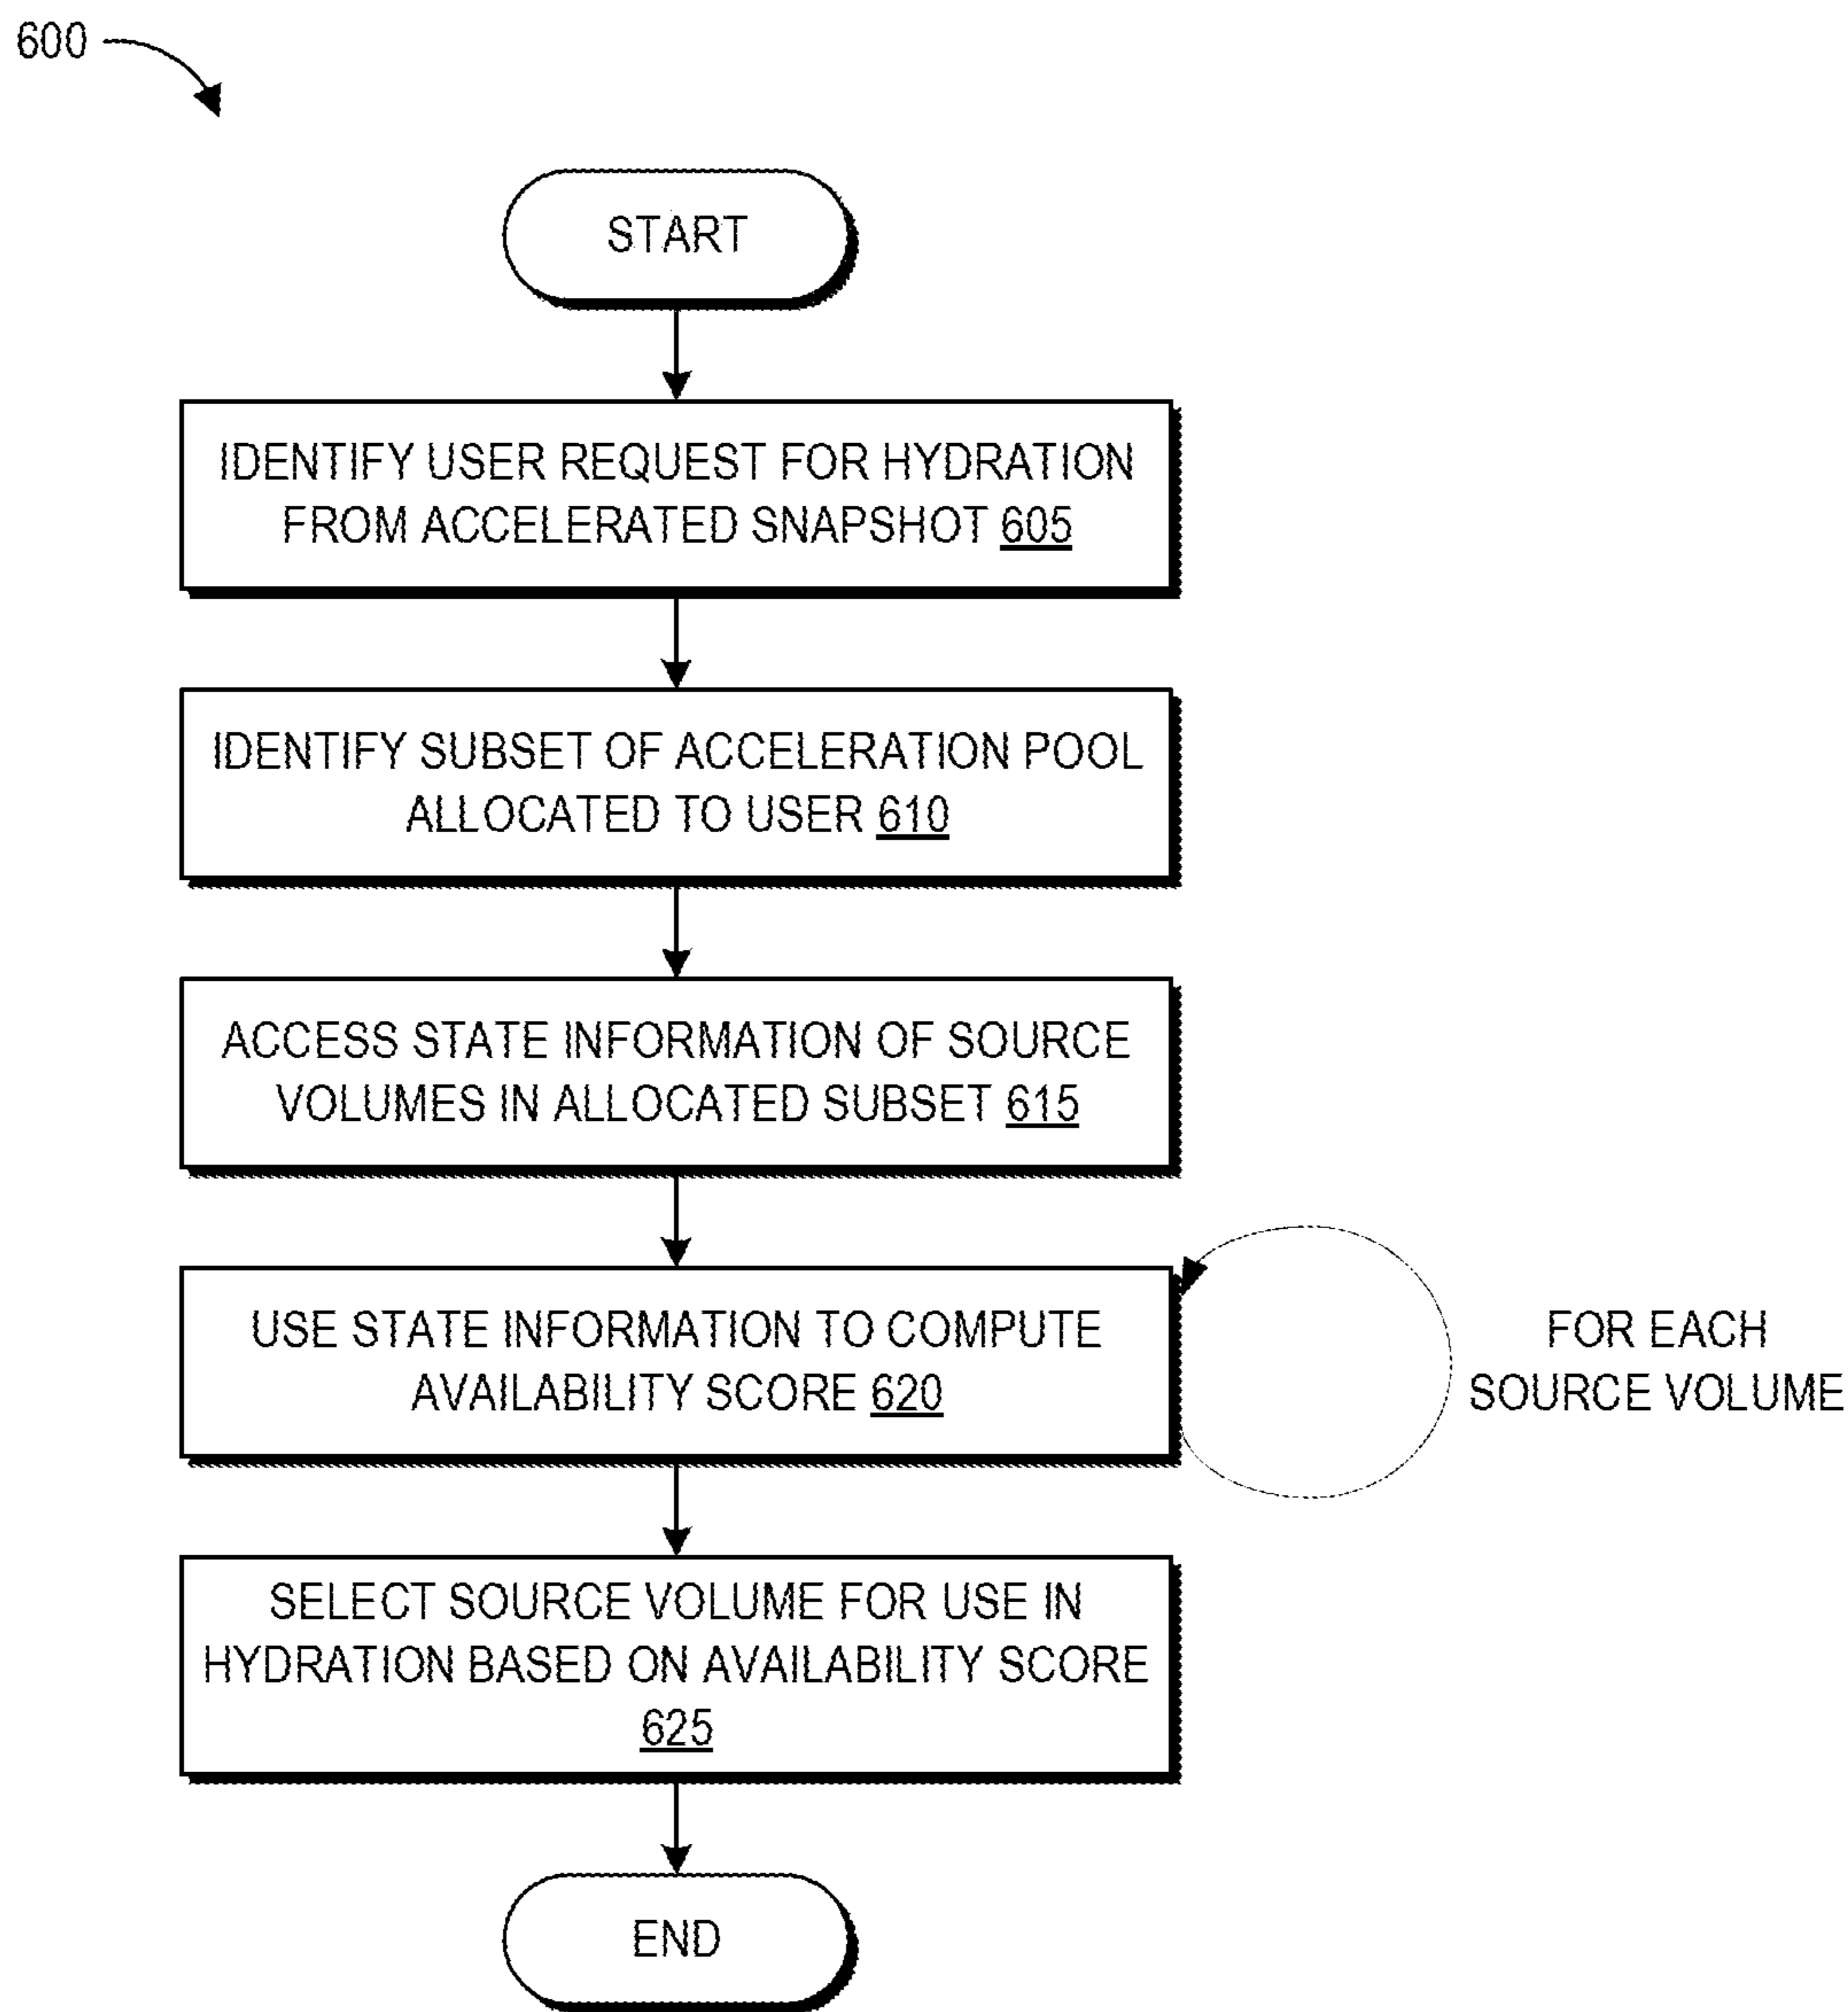 600
START
IDENTIFY USER REQUEST FOR HYDRATION
FROM ACCELERATED SNAPSHOT 605
IDENTIFY SUBSET OF ACCELERATION POOL
ALLOCATED TO USER 610
ACCESS STATE INFORMATION OF SOURCE
VOLUMES IN ALLOCATED SUBSET 615
USE STATE INFORMATION TO COMPUTE
AVAILABILITY SCORE 620
FOR EACH
SOURCE VOLUME
SELECT SOURCE VOLUME FOR USE IN
HYDRATION BASED ON AVAILABILITY SCORE
625
END